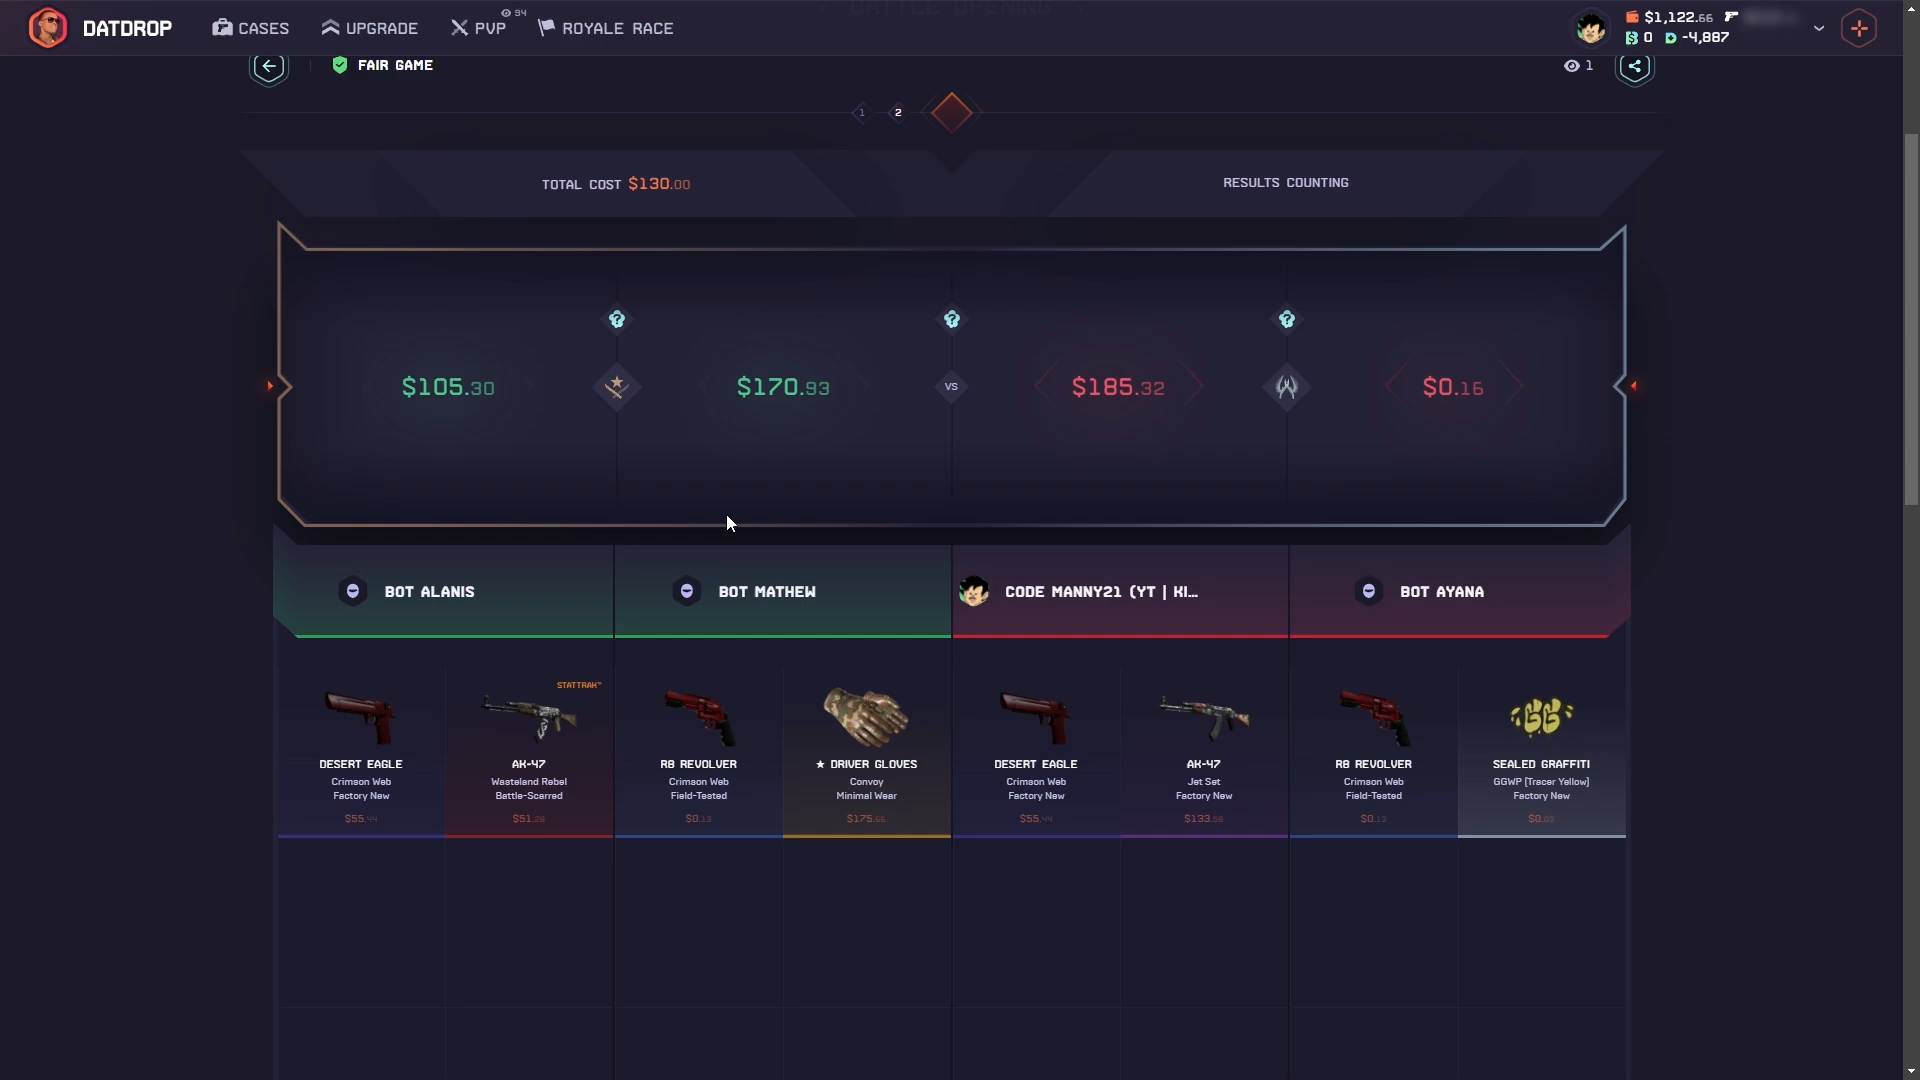 BATTLE OPENING
DATDROP
CASES
UPGRADE
PVP
94
ROYALE RACE
$1,122.66
0
-4,887
FAIR GAME
1
1
2
TOTAL COST $130.00
RESULTS COUNTING
?
?
?
$105.30
$170.93
VS
$185.32
$0.16
BOT ALANIS
BOT MATHEW
CODE MANNY21 (YT | KI...
BOT AYANA
STATTRAK™
DESERT EAGLE
Crimson Web
Factory New
$55.44
AK-47
Wasteland Rebel
Battle-Scarred
$51.28
R8 REVOLVER
Crimson Web
Field-Tested
$0.13
★ DRIVER GLOVES
Convoy
Minimal Wear
$175.66
DESERT EAGLE
Crimson Web
Factory New
$55.44
AK-47
Jet Set
Factory New
$133.58
R8 REVOLVER
Crimson Web
Field-Tested
$0.13
SEALED GRAFFITI
GGWP [Tracer Yellow]
Factory New
$0.03